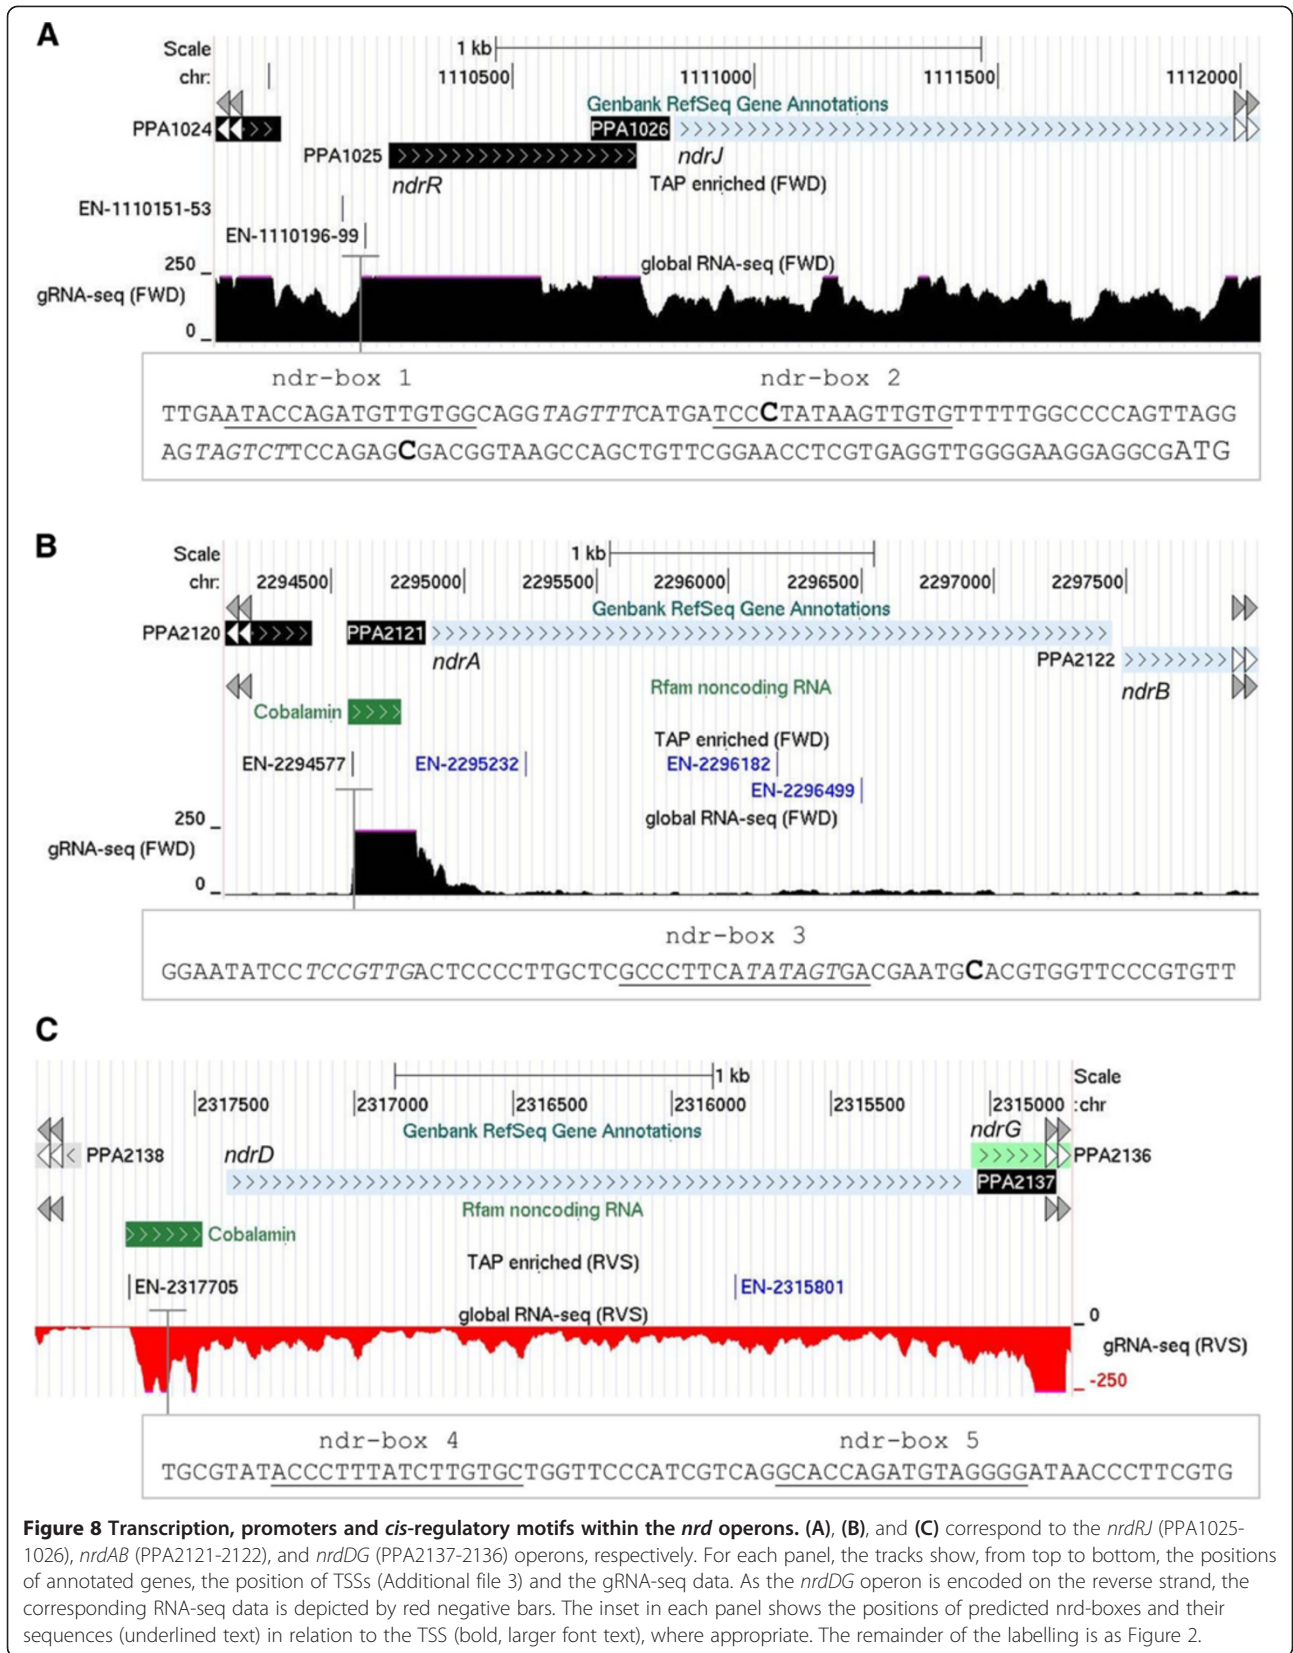 A
Scale 1 kb
chr: 1110500 1111000 1111500 1112000
Genbank RefSeq Gene Annotations
PPA1024 PPA1026
PPA1025 ndrJ
ndrR TAP enriched (FWD)
EN-1110151-53
EN-1110196-99
250 global RNA-seq (FWD)
gRNA-seq (FWD)
0
ndr-box 1 ndr-box 2
TTGAATACCAGATGTTGTGGCAGGTAGTTTCATGATCCCTATAAGTTGTGTTTTTGGCCCCAGTTAGG
AGTAGTCTTCCAGAGCGACGGTAAGCCAGCTGTTCGGAACCTCGTGAGGTTGGGGAAGGAGGCGATG
B
Scale 1 kb
chr: 2294500 2295000 2295500 2296000 2296500 2297000 2297500
Genbank RefSeq Gene Annotations
PPA2120 PPA2121
ndrA PPA2122
ndrB
Rfam noncoding RNA
Cobalamin
TAP enriched (FWD)
EN-2294577 EN-2295232 EN-2296182
EN-2296499
250 global RNA-seq (FWD)
gRNA-seq (FWD)
0
ndr-box 3
GGAATATCCTCCGTTGACTCCCCTTGCTCGCCCTTCATATAGTGACGAATGCACGTGGTTCCCGTGTT
C
1 kb Scale
2317500 2317000 2316500 2316000 2315500 2315000 :chr
Genbank RefSeq Gene Annotations ndrG
PPA2138 ndrD PPA2136
PPA2137
Rfam noncoding RNA
Cobalamin
TAP enriched (RVS)
EN-2317705 EN-2315801
global RNA-seq (RVS) 0
gRNA-seq (RVS)
-250
ndr-box 4 ndr-box 5
TGCGTATACCCTTTATCTTGTGCTGGTTCCCATCGTCAGGCACCAGATGTAGGGGATAACCCTTCGTG
Figure 8 Transcription, promoters and cis-regulatory motifs within the nrd operons. (A), (B), and (C) correspond to the nrdRJ (PPA1025-
1026), nrdAB (PPA2121-2122), and nrdDG (PPA2137-2136) operons, respectively. For each panel, the tracks show, from top to bottom, the positions
of annotated genes, the position of TSSs (Additional file 3) and the gRNA-seq data. As the nrdDG operon is encoded on the reverse strand, the
corresponding RNA-seq data is depicted by red negative bars. The inset in each panel shows the positions of predicted nrd-boxes and their
sequences (underlined text) in relation to the TSS (bold, larger font text), where appropriate. The remainder of the labelling is as Figure 2.